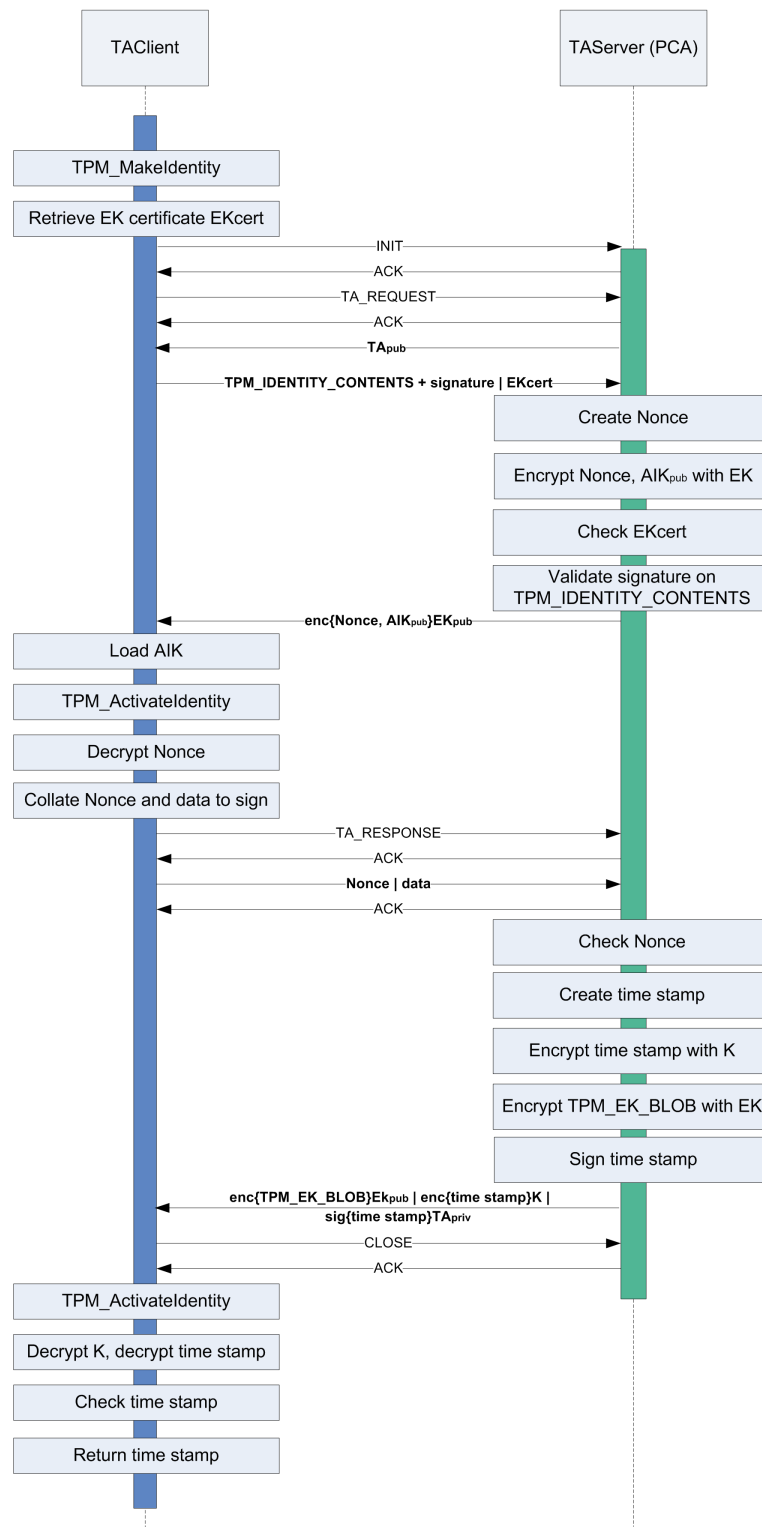 TAClient
TAServer (PCA)
TPM_MakeIdentity
Retrieve EK certificate EKcert
INIT
ACK
TA_REQUEST
ACK
TApub
TPM_IDENTITY_CONTENTS + signature | EKcert
Create Nonce
Encrypt Nonce, AIKpub with EK
Check EKcert
Validate signature on
TPM_IDENTITY_CONTENTS
enc{Nonce, AIKpub}EKpub
Load AIK
TPM_ActivateIdentity
Decrypt Nonce
Collate Nonce and data to sign
TA_RESPONSE
ACK
Nonce | data
ACK
Check Nonce
Create time stamp
Encrypt time stamp with K
Encrypt TPM_EK_BLOB with EK
Sign time stamp
enc{TPM_EK_BLOB}Ekpub | enc{time stamp}K |
sig{time stamp}TApriv
CLOSE
ACK
TPM_ActivateIdentity
Decrypt K, decrypt time stamp
Check time stamp
Return time stamp